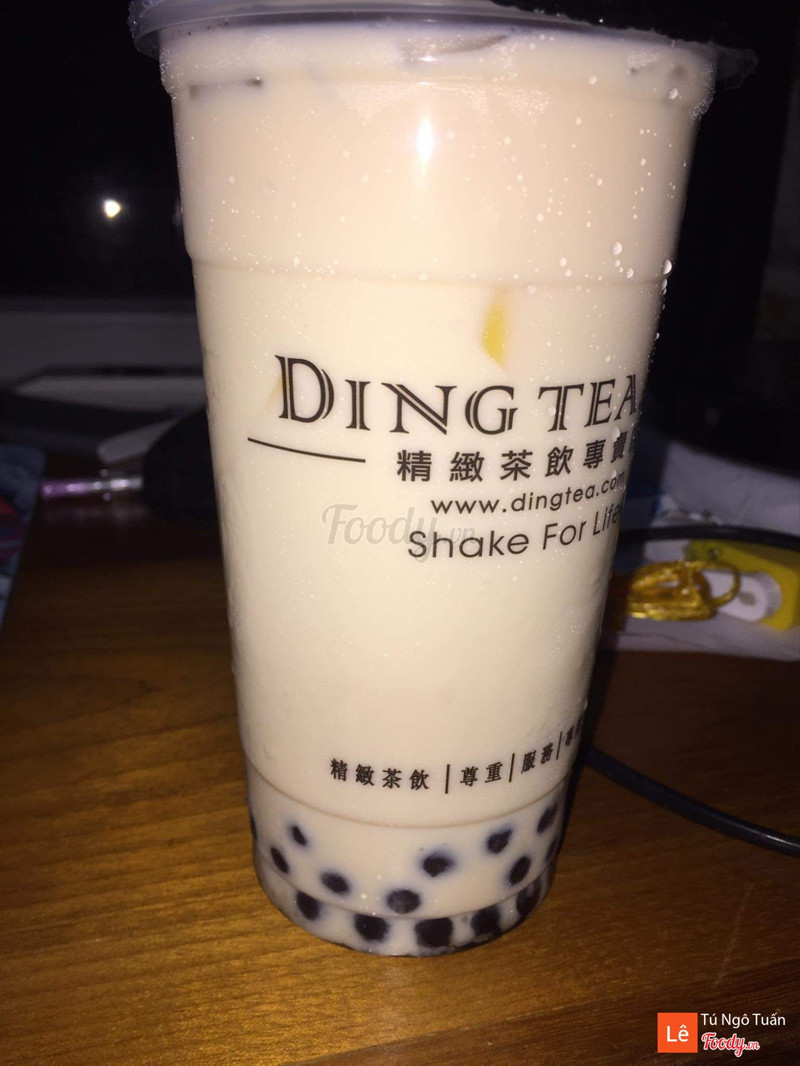 DING TEA
精緻茶飲專賣
www.dingtea.com
Shake For Life
Foody.vn
精緻茶飲 | 尊重 | 服務 | 專
Lê
Tú Ngô Tuấn
Foody.vn